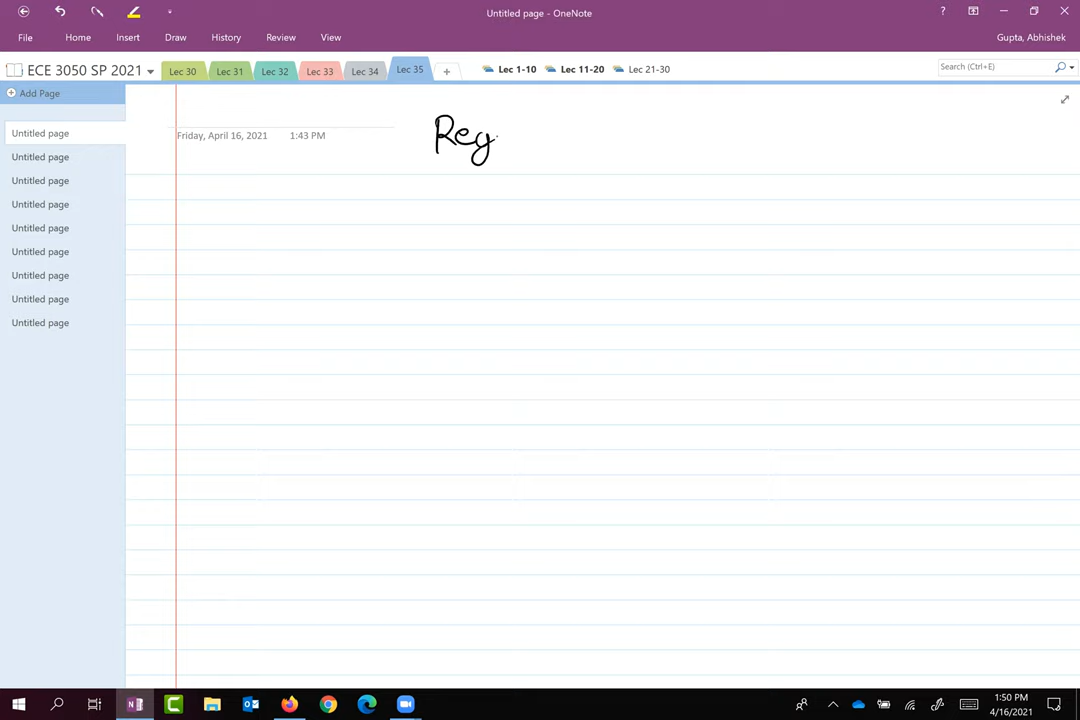 Untitled page - OneNote
?
File Home Insert Draw History Review View
Gupta, Abhishek
ECE 3050 SP 2021
Lec 30 Lec 31 Lec 32 Lec 33 Lec 34 Lec 35 + Lec 1-10 Lec 11-20 Lec 21-30
Search (Ctrl+E)
Add Page
Untitled page
Untitled page
Untitled page
Untitled page
Untitled page
Untitled page
Untitled page
Untitled page
Untitled page
Friday, April 16, 2021 1:43 PM
Reg
1:50 PM
4/16/2021